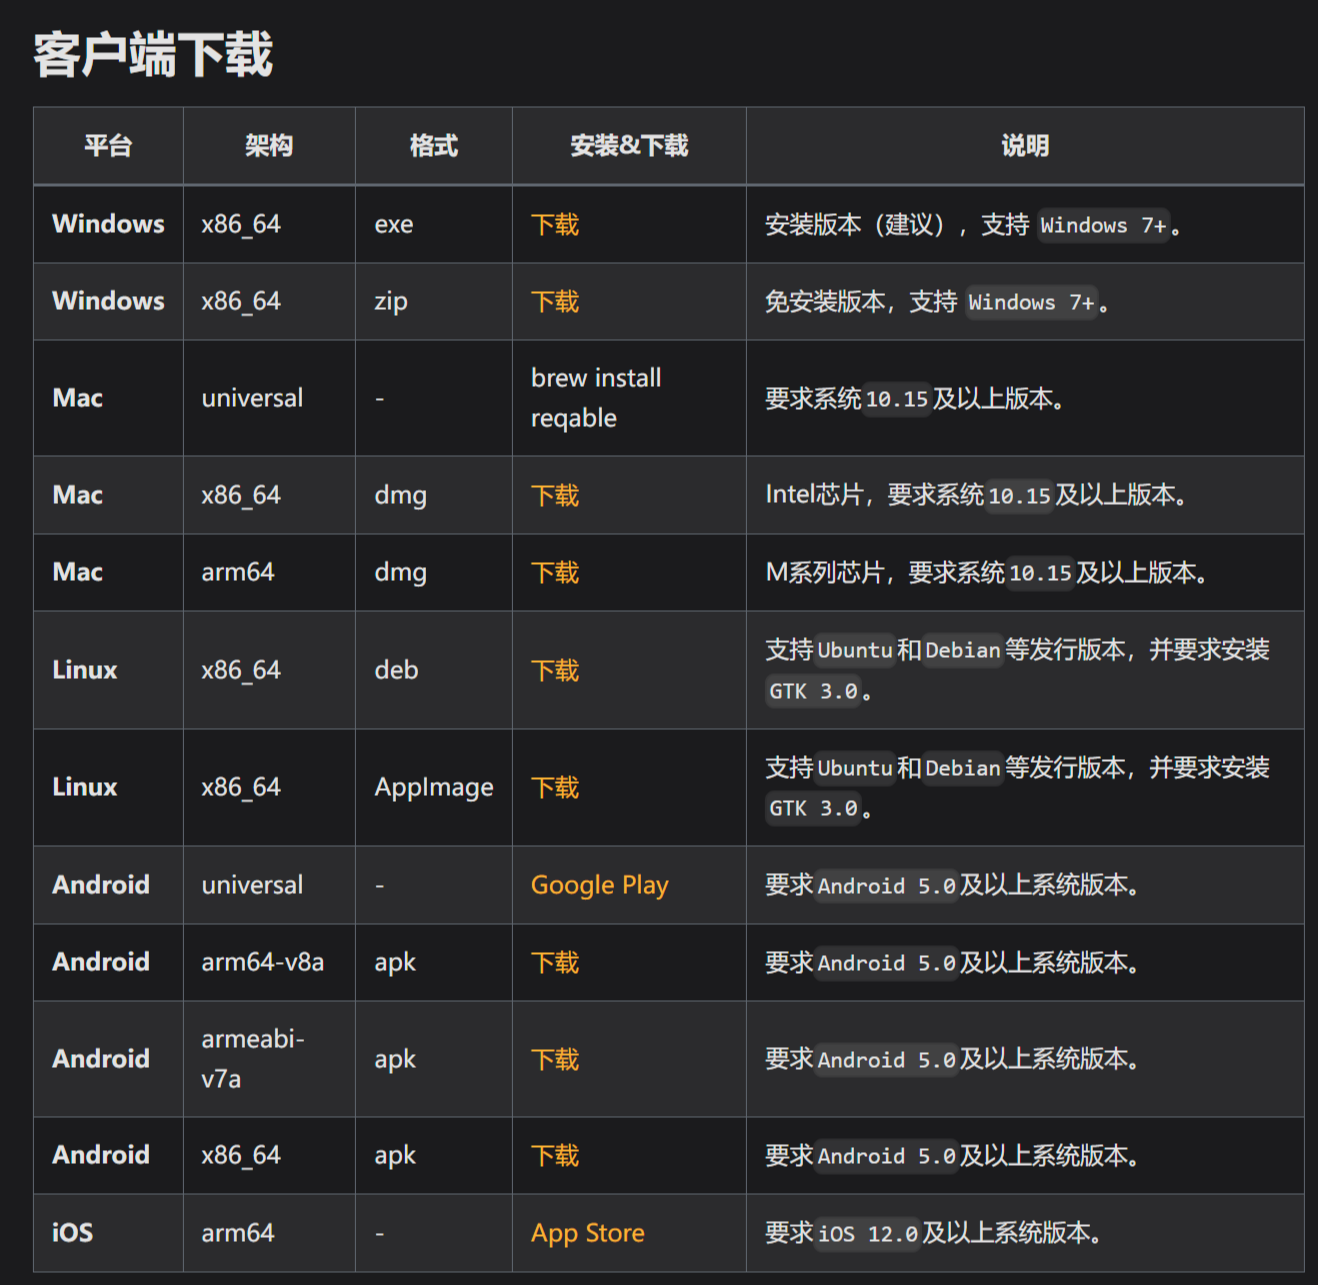 客户端下载
平台 架构 格式 安装&下载 说明
Windows x86_64 exe 下载 安装版本（建议），支持 Windows 7+。
Windows x86_64 zip 下载 免安装版本，支持 Windows 7+。
Mac universal - brew install
reqable 要求系统10.15及以上版本。
Mac x86_64 dmg 下载 Intel芯片，要求系统10.15及以上版本。
Mac arm64 dmg 下载 M系列芯片，要求系统10.15及以上版本。
Linux x86_64 deb 下载 支持Ubuntu和Debian等发行版本，并要求安装
GTK 3.0。
Linux x86_64 AppImage 下载 支持Ubuntu和Debian等发行版本，并要求安装
GTK 3.0。
Android universal - Google Play 要求Android 5.0及以上系统版本。
Android arm64-v8a apk 下载 要求Android 5.0及以上系统版本。
Android armeabi-
v7a apk 下载 要求Android 5.0及以上系统版本。
Android x86_64 apk 下载 要求Android 5.0及以上系统版本。
iOS arm64 - App Store 要求iOS 12.0及以上系统版本。